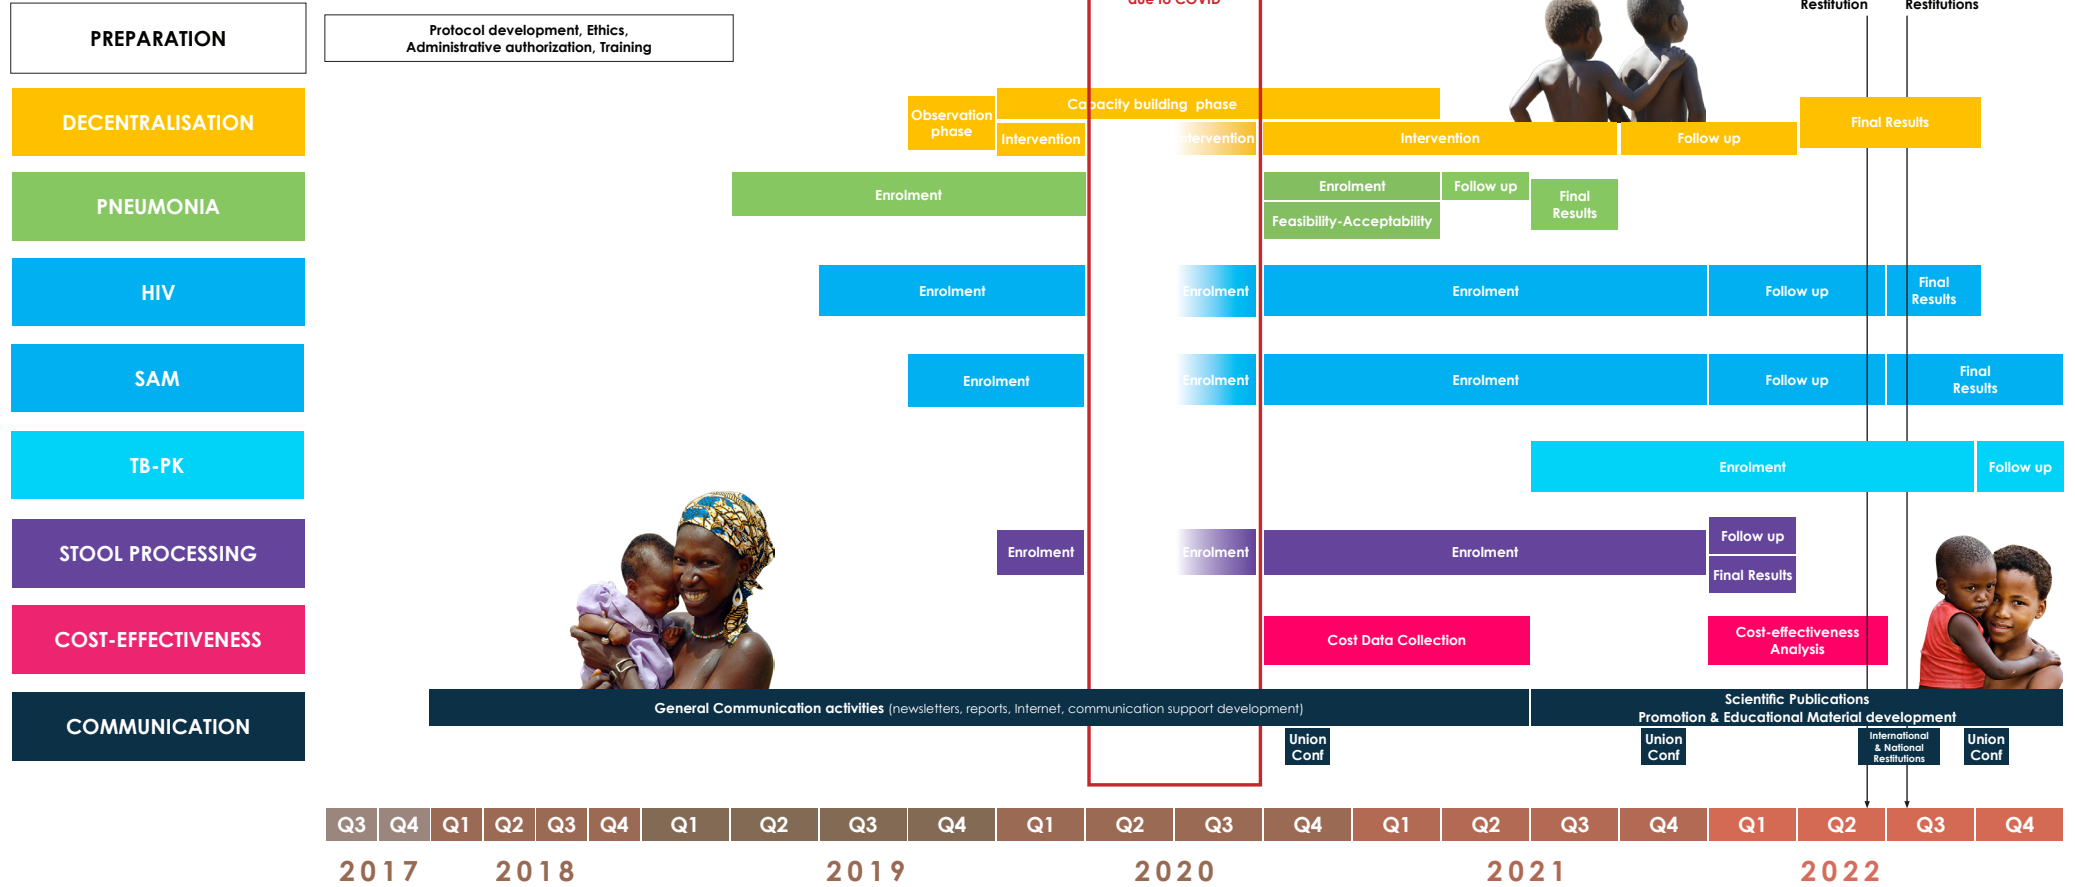 due to COVID
Restitution
Restitutions
PREPARATION
Protocol development, Ethics,
Administrative authorization, Training
DECENTRALISATION
Observation
phase
Capacity building phase
Intervention
Intervention
Intervention
Follow up
Final Results
PNEUMONIA
Enrolment
Enrolment
Feasibility-Acceptability
Follow up
Final
Results
HIV
Enrolment
Enrolment
Enrolment
Follow up
Final
Results
SAM
Enrolment
Enrolment
Enrolment
Follow up
Final
Results
TB-PK
Enrolment
Follow up
STOOL PROCESSING
Enrolment
Enrolment
Enrolment
Follow up
Final Results
COST-EFFECTIVENESS
Cost Data Collection
Cost-effectiveness
Analysis
COMMUNICATION
General Communication activities (newsletters, reports, Internet, communication support development)
Scientific Publications
Promotion & Educational Material development
Union
Conf
Union
Conf
International
& National
Restitutions
Union
Conf
Q3 Q4 Q1 Q2 Q3 Q4 Q1 Q2 Q3 Q4 Q1 Q2 Q3 Q4 Q1 Q2 Q3 Q4 Q1 Q2 Q3 Q4
2017 2018 2019 2020 2021 2022